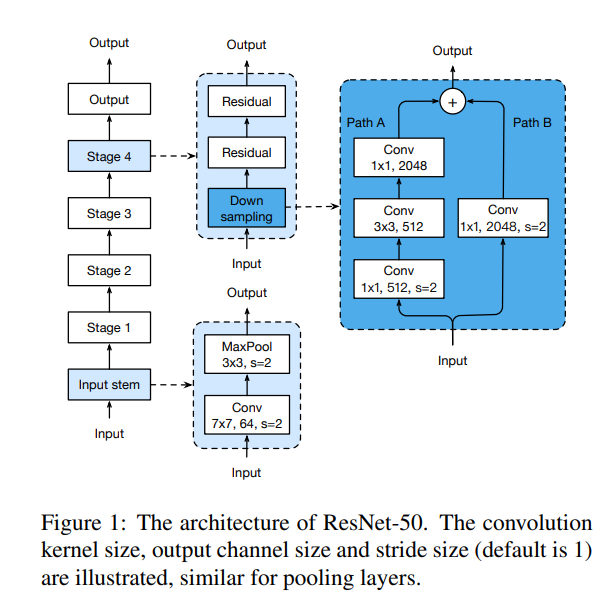 Output
Output
Stage 4
Stage 3
Stage 2
Stage 1
Input stem
Input
Output
Residual
Residual
Down
sampling
Input
Output
MaxPool
3x3, s=2
Conv
7x7, 64, s=2
Input
Output
+
Path A
Path B
Conv
1x1, 2048
Conv
3x3, 512
Conv
1x1, 2048, s=2
Conv
1x1, 512, s=2
Input
Figure 1: The architecture of ResNet-50. The convolution
kernel size, output channel size and stride size (default is 1)
are illustrated, similar for pooling layers.